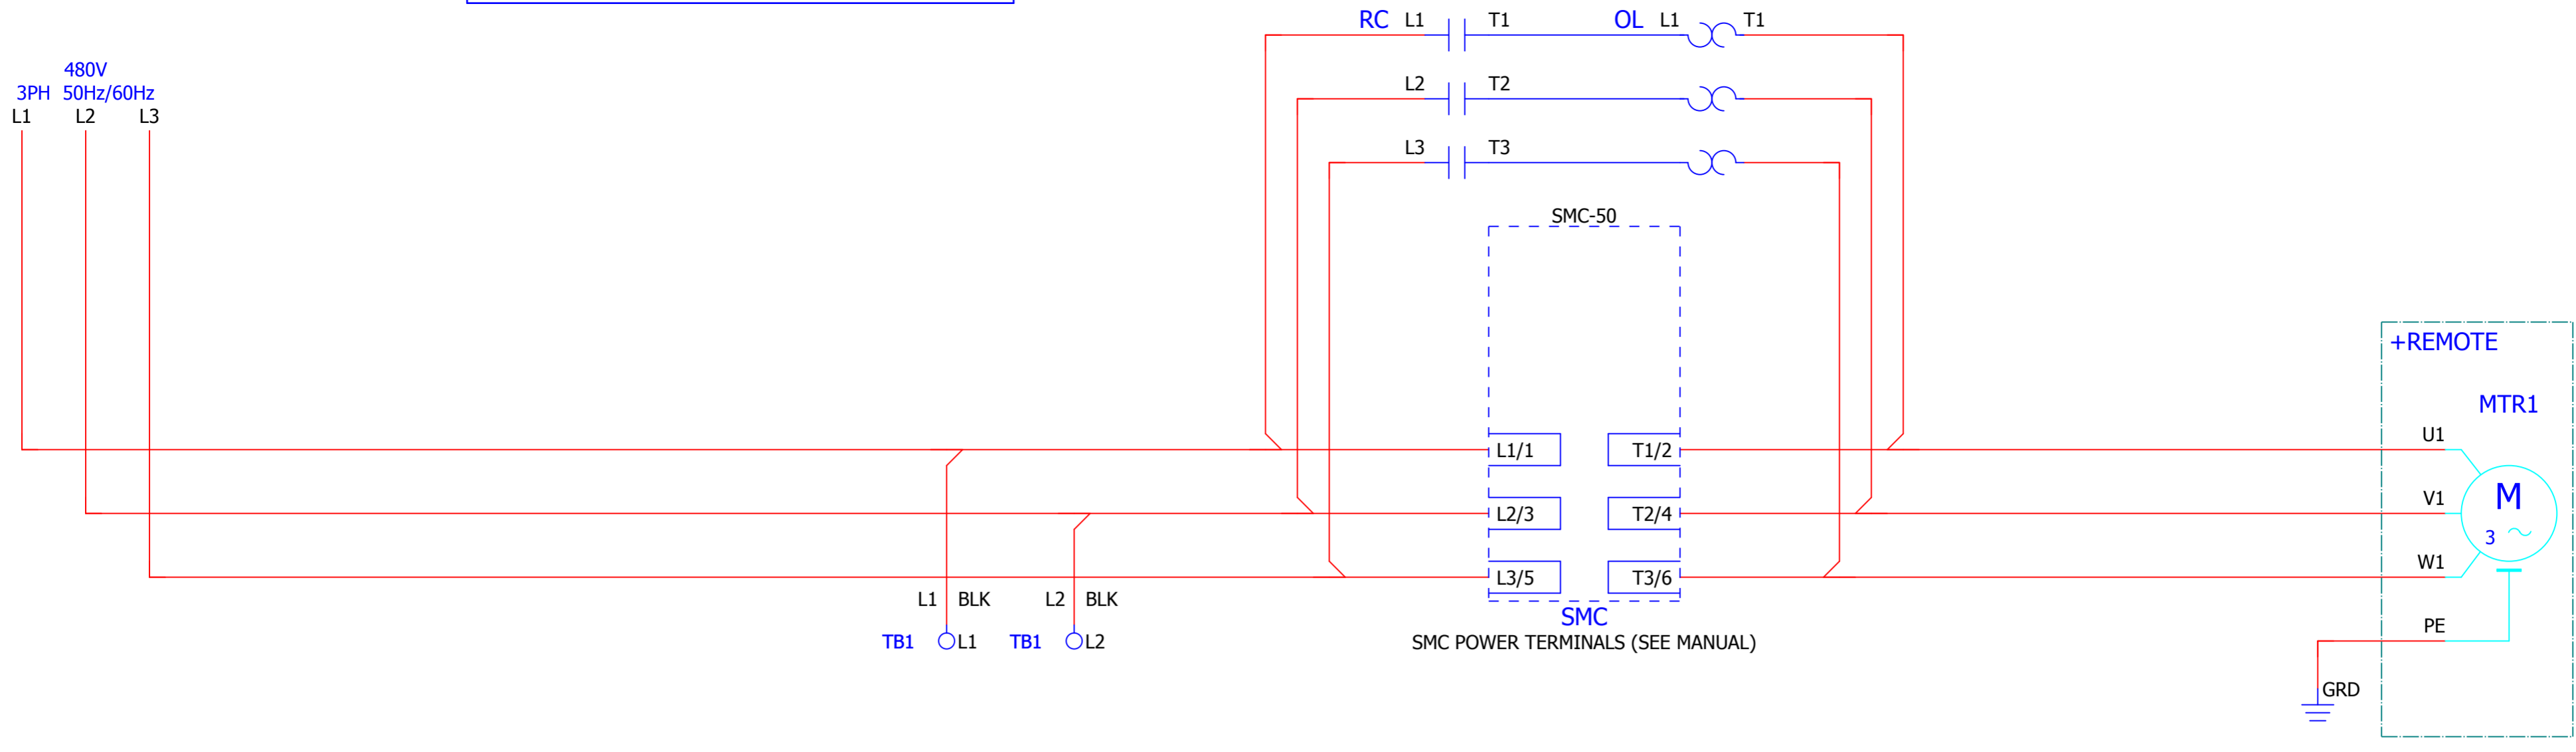 RC L1 T1 OL L1 T1
480V
3PH 50Hz/60Hz
L1 L2 L3
L2 T2
L3 T3
SMC-50
+REMOTE
MTR1
U1
L1/1 T1/2
V1
M
3
L2/3 T2/4
W1
L3/5 T3/6
L1 BLK L2 BLK
SMC
PE
TB1 L1 TB1 L2
SMC POWER TERMINALS (SEE MANUAL)
GRD